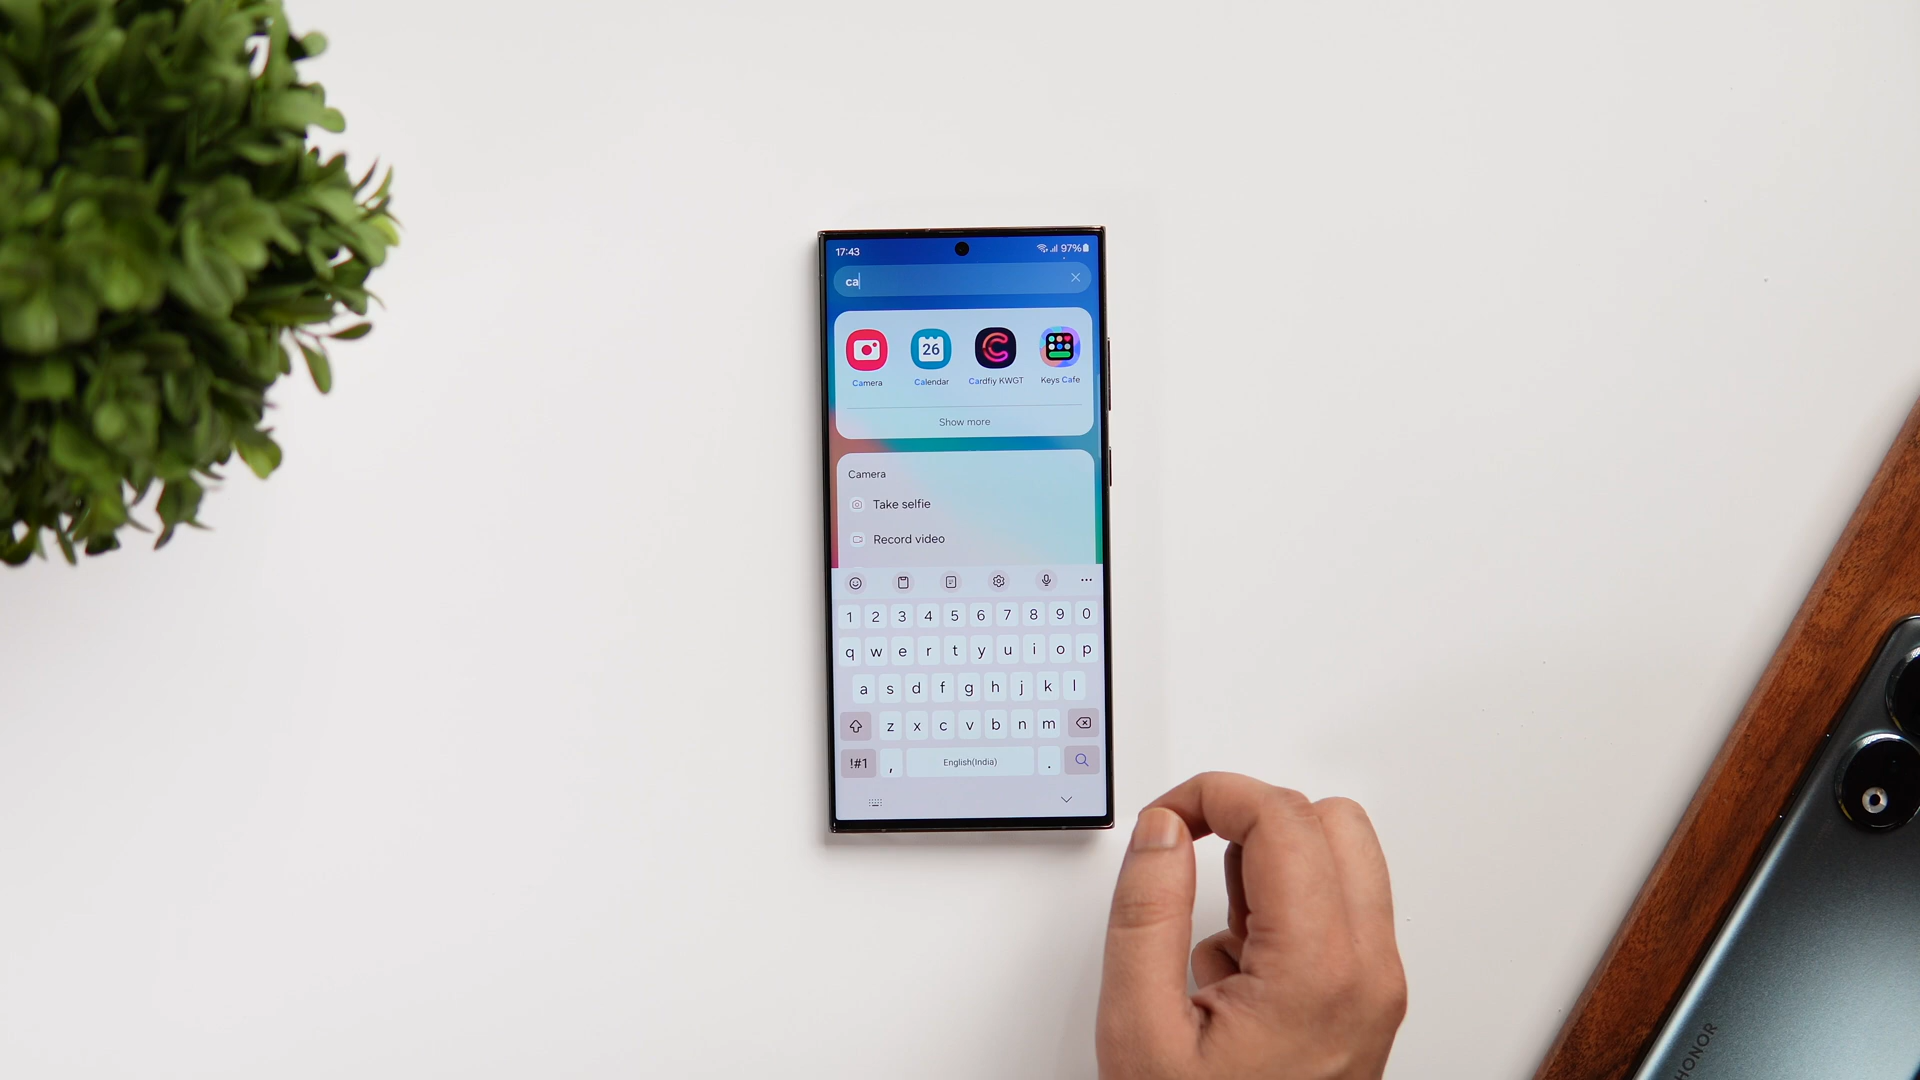 17:43 97%
ca
26
Camera Calendar Cardfiy KWGT Keys Cafe
Show more
Camera
Take selfie
Record video
1 2 3 4 5 6 7 8 9 0
q w e r t y u i o p
a s d f g h j k l
z x c v b n m
!#1 , English(India) .
HONOR